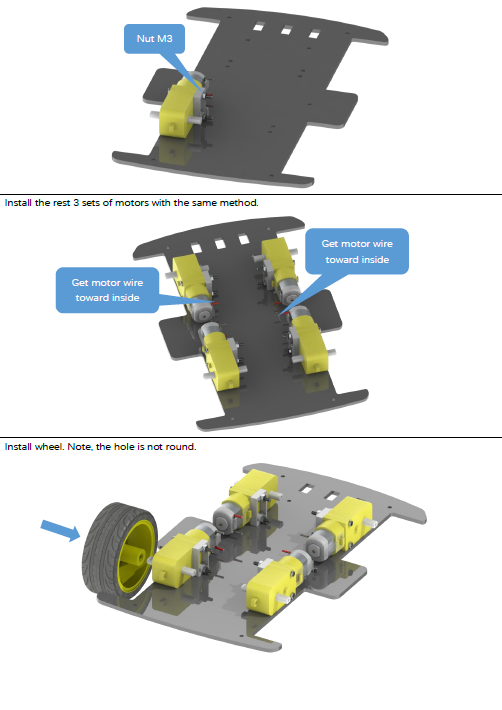 Nut M3
Install the rest 3 sets of motors with the same method.
Get motor wire
toward inside
Get motor wire
toward inside
Install wheel. Note, the hole is not round.